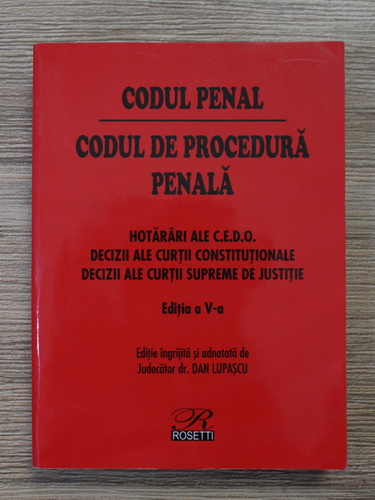 CODUL PENAL
CODUL DE PROCEDURĂ
PENALĂ
HOTĂRÂRI ALE C.E.D.O.
DECIZII ALE CURȚII CONSTITUȚIONALE
DECIZII ALE CURȚII SUPREME DE JUSTIȚIE
Ediția a V-a
Ediție îngrijită și adnotată de
Judecător dr. DAN LUPAȘCU
R
ROSETTI